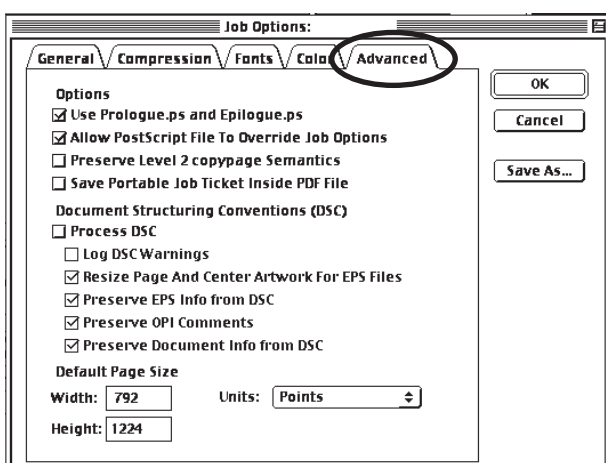 Job Options:
General Compression Fonts Color Advanced
Options
Use Prologue.ps and Epilogue.ps
Allow PostScript File To Override Job Options
Preserve Level 2 copypage Semantics
Save Portable Job Ticket Inside PDF File
Document Structuring Conventions (DSC)
Process DSC
Log DSC Warnings
Resize Page And Center Artwork For EPS Files
Preserve EPS Info from DSC
Preserve OPI Comments
Preserve Document Info from DSC
Default Page Size
Width: 792 Units: Points
Height: 1224
OK
Cancel
Save As...